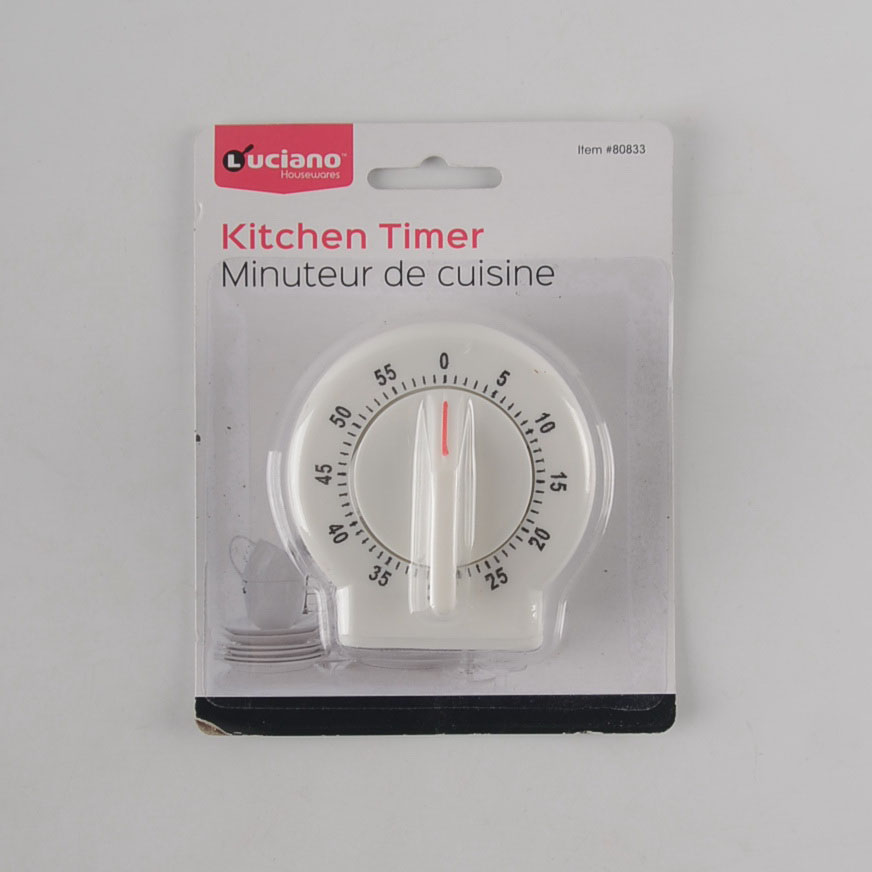 Luciano™
Housewares
Item #80833
Kitchen Timer
Minuteur de cuisine
0
5
10
15
20
25
35
40
45
50
55